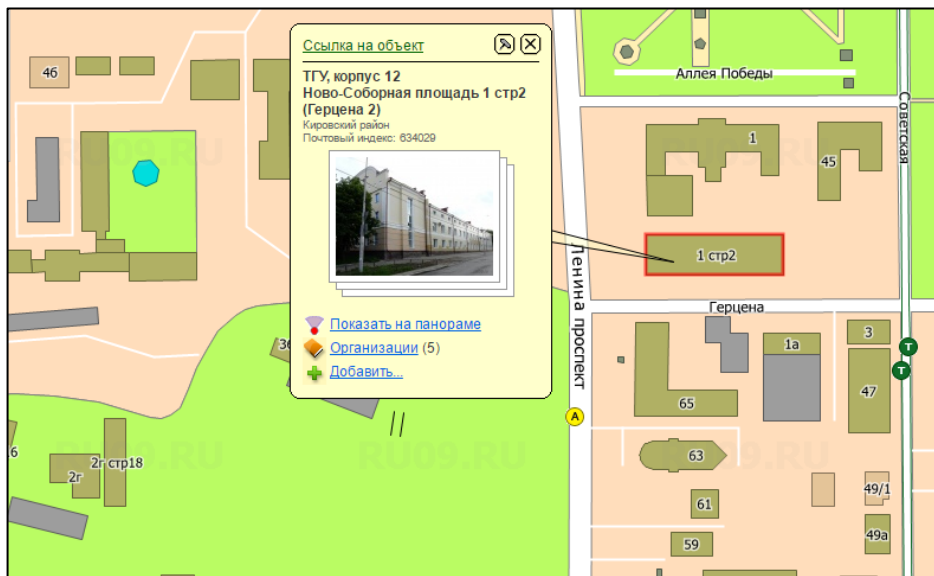 Ссылка на объект
ТГУ, корпус 12
Ново-Соборная площадь 1 стр2
(Герцена 2)
Кировский район
Почтовый индекс: 634029
Показать на панораме
Организации (5)
Добавить...
46
Аллея Победы
Советская
1
45
1 стр2
Ленина проспект
Герцена
3
1а
47
65
Т
Т
А
63
49/1
61
49а
59
2г стр18
2г
6
RU09.RU
RU09.RU
RU09.RU
RU09.RU
RU09.RU